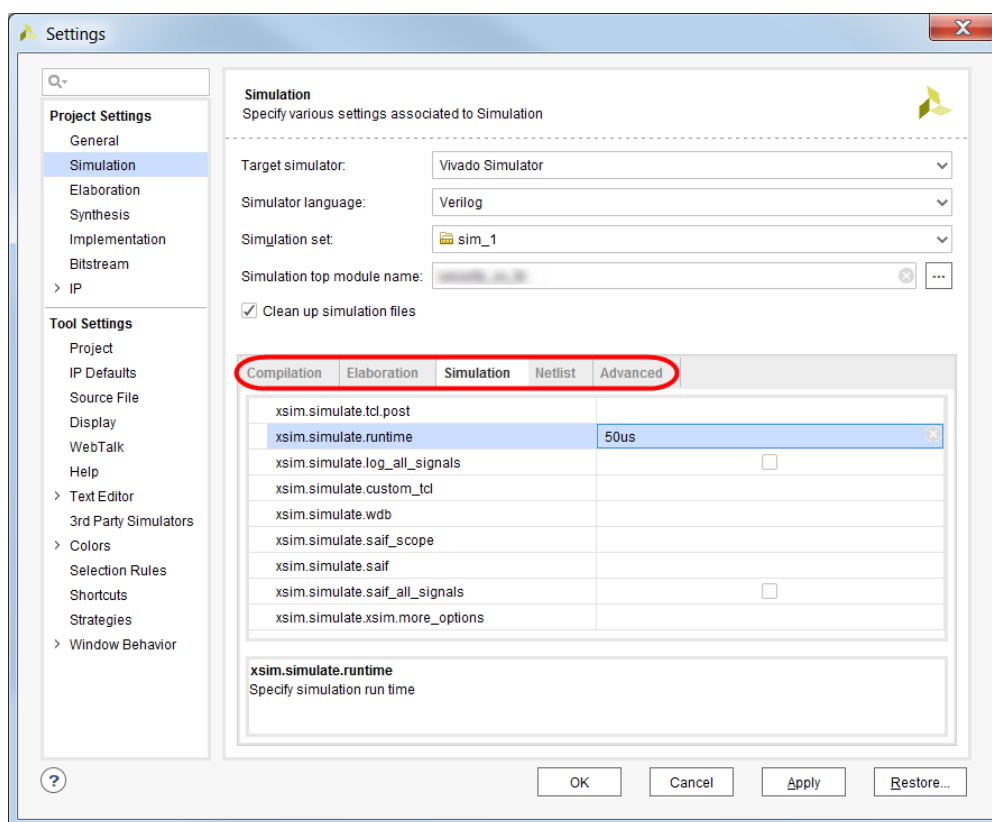 Settings
Project Settings
General
Simulation
Elaboration
Synthesis
Implementation
Bitstream
> IP
Tool Settings
Project
IP Defaults
Source File
Display
WebTalk
Help
> Text Editor
3rd Party Simulators
> Colors
Selection Rules
Shortcuts
Strategies
> Window Behavior
Simulation
Specify various settings associated to Simulation
Target simulator: Vivado Simulator
Simulator language: Verilog
Simulation set: sim_1
Simulation top module name: ...
Clean up simulation files
Compilation Elaboration Simulation Netlist Advanced
xsim.simulate.tcl.post
xsim.simulate.runtime 50us
xsim.simulate.log_all_signals
xsim.simulate.custom_tcl
xsim.simulate.wdb
xsim.simulate.saif_scope
xsim.simulate.saif
xsim.simulate.saif_all_signals
xsim.simulate.xsim.more_options
xsim.simulate.runtime
Specify simulation run time
? OK Cancel Apply Restore...